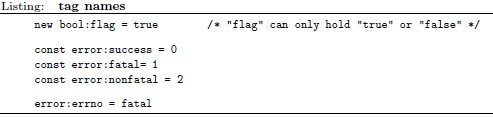 Listing: tag names
new bool:flag = true /* "flag" can only hold "true" or "false" */
const error:success = 0
const error:fatal= 1
const error:nonfatal = 2
error:errno = fatal